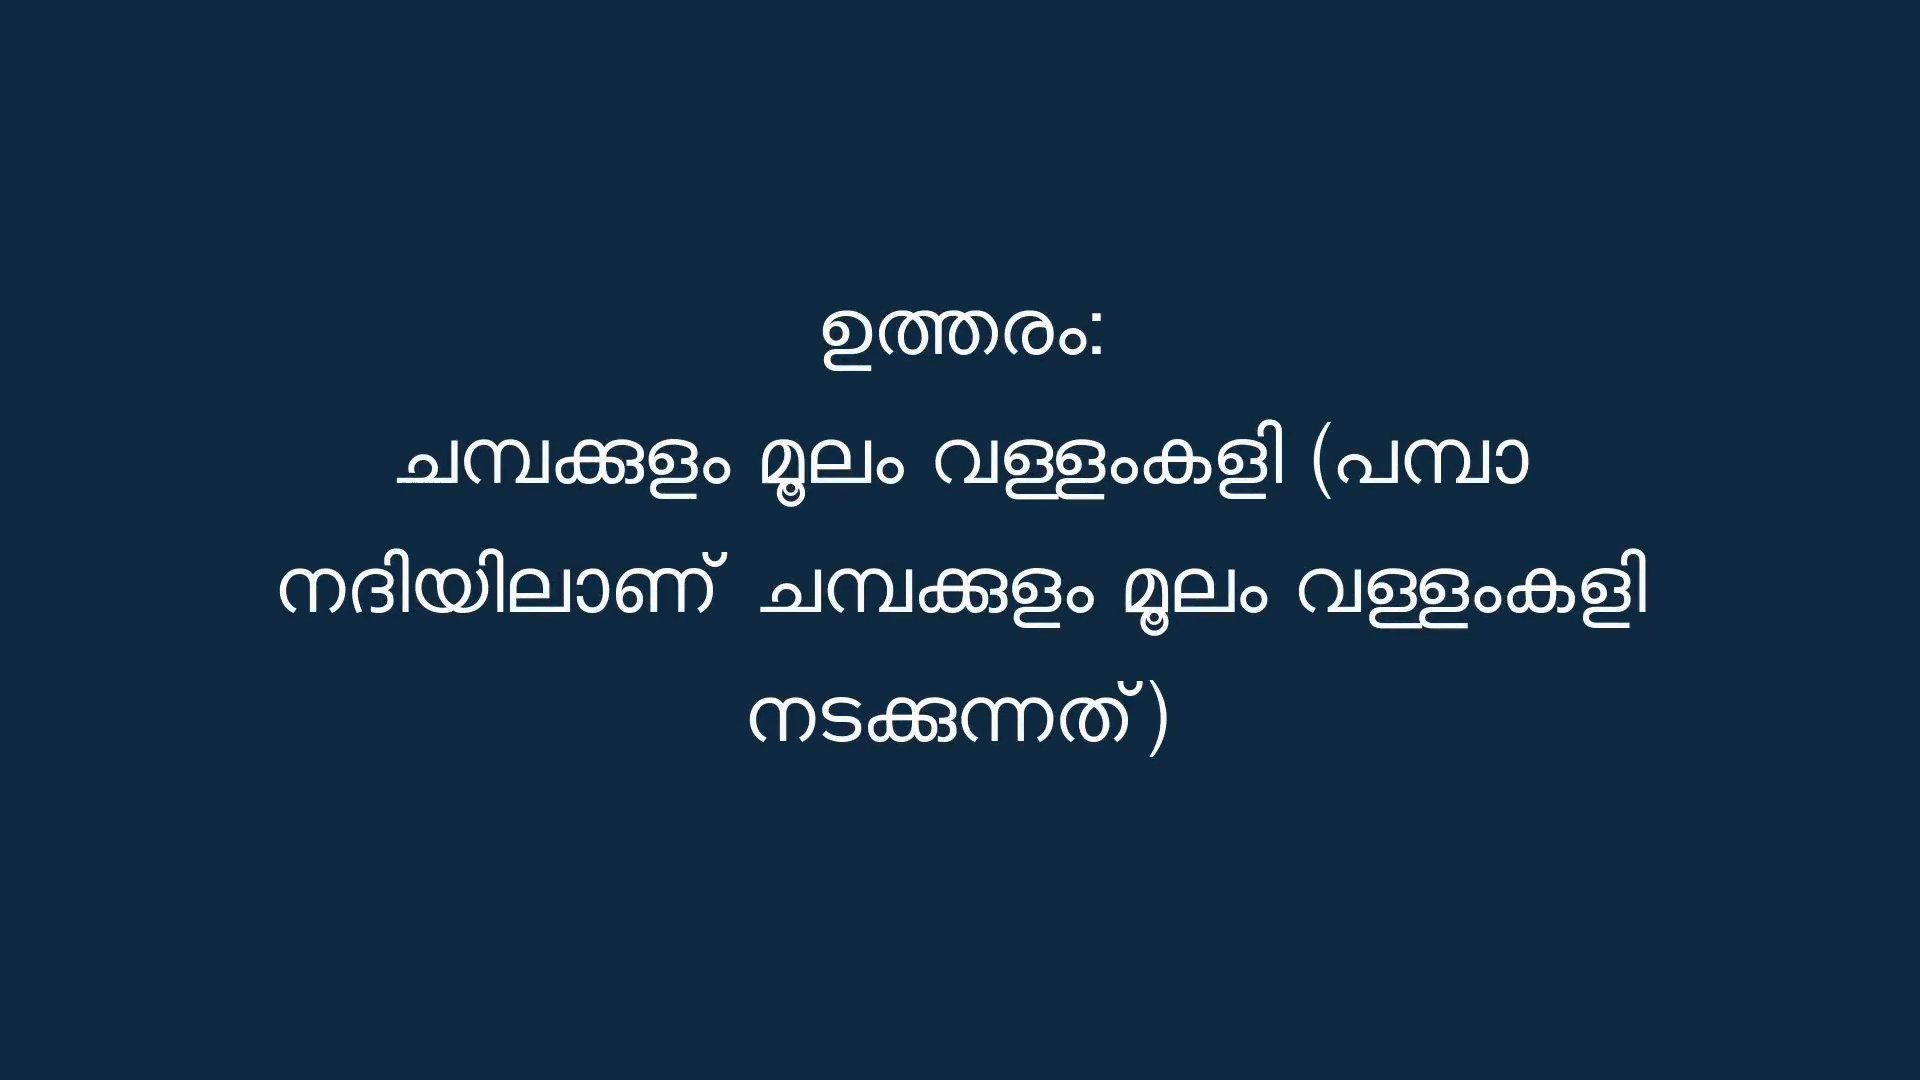 ഉത്തരം:
ചമ്പക്കുളം മൂലം വള്ളംകളി (പമ്പാ
നദിയിലാണ്  ചമ്പക്കുളം മൂലം വള്ളംകളി
നടക്കുന്നത്)